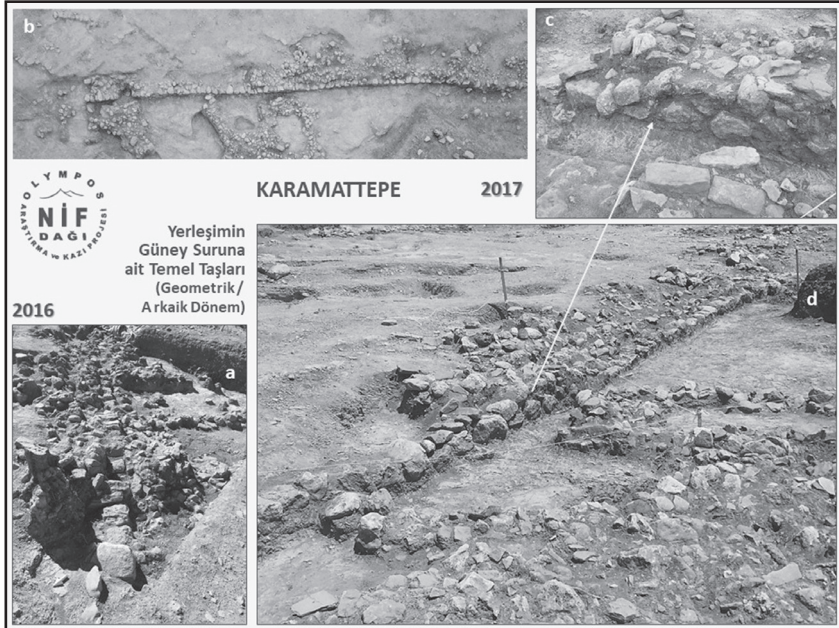 b
c
KARAMATTEPE 2017
OLYMPOS
NİF
DAĞI
ARAŞTIRMA ve KAZI PROJESİ
Yerleşimin
Güney Suruna
ait Temel Taşları
(Geometrik/
Arkaik Dönem)
2016
a
d